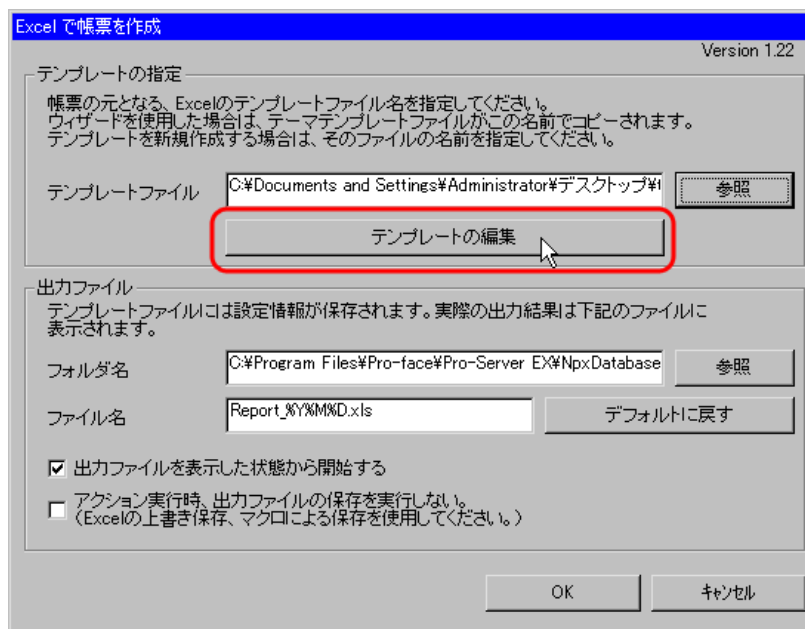 Excel で帳票を作成
Version 1.22
テンプレートの指定
帳票の元となる、Excelのテンプレートファイル名を指定してください。
ウィザードを使用した場合は、テーマテンプレートファイルがこの名前でコピーされます。
テンプレートを新規作成する場合は、そのファイルの名前を指定してください。
テンプレートファイル
C:¥Documents and Settings¥Administrator¥デスクトップ¥
参照
テンプレートの編集
出力ファイル
テンプレートファイルには設定情報が保存されます。実際の出力結果は下記のファイルに
表示されます。
フォルダ名
C:¥Program Files¥Pro-face¥Pro-Server EX¥NpxDatabase
参照
ファイル名
Report_%Y%M%D.xls
デフォルトに戻す
出力ファイルを表示した状態から開始する
アクション実行時、出力ファイルの保存を実行しない。
(Excelの上書き保存、マクロによる保存を使用してください。)
OK
キャンセル